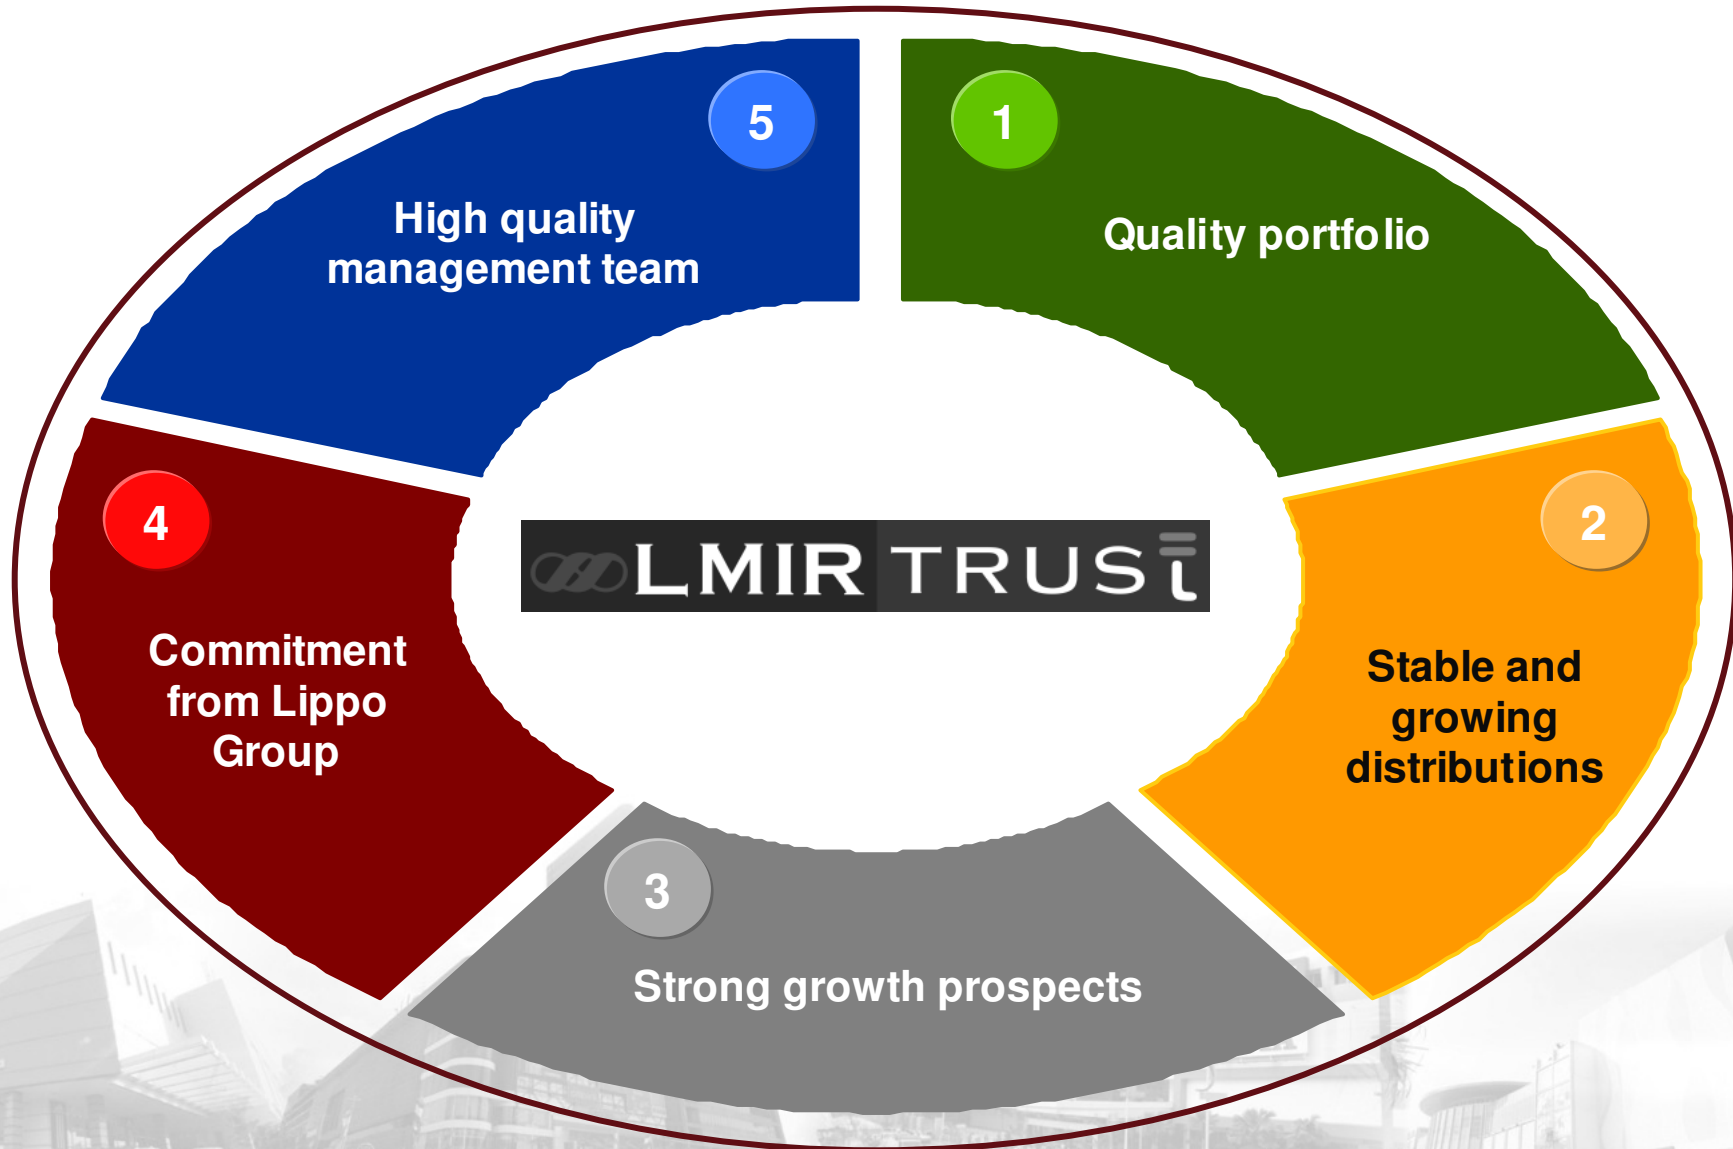 1
Quality portfolio
2
Stable and
growing
distributions
3
Strong growth prospects
4
Commitment
from Lippo
Group
5
High quality
management team
LMIR TRUST